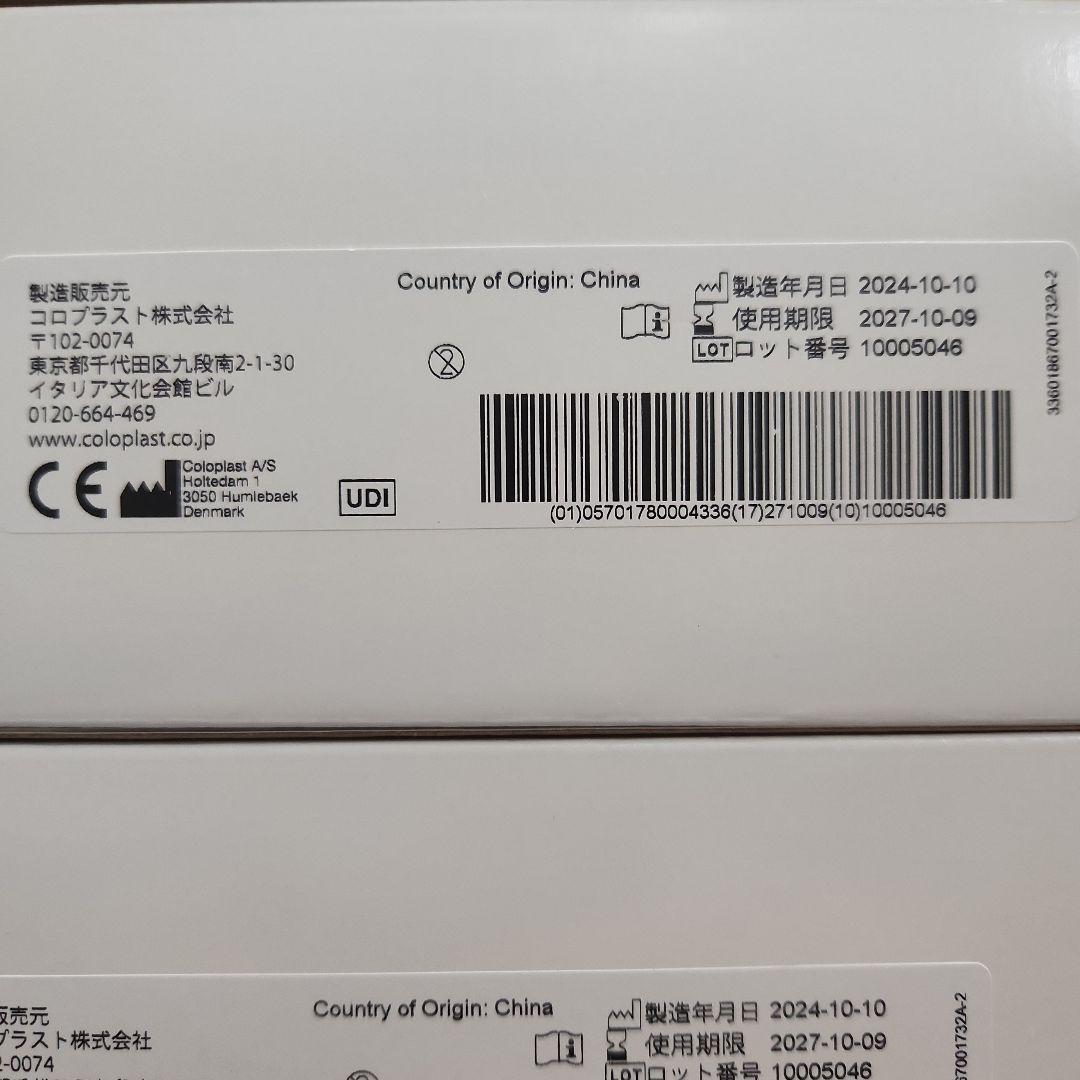 製造販売元
コロプラスト株式会社
〒102-0074
東京都千代田区九段南2-1-30
イタリア文化会館ビル
0120-664-469
www.coloplast.co.jp
CE
Coloplast A/S
Holtedam 1
3050 Humlebaek
Denmark
UDI
Country of Origin: China
2
i
製造年月日 2024-10-10
使用期限 2027-10-09
LOT ロット番号 10005046
(01)05701780004336(17)271009(10)10005046
33601867001732A-2
販売元
プラスト株式会社
2-0074
Country of Origin: China
i
製造年月日 2024-10-10
使用期限 2027-10-09
LOT ロット番号 10005046
67001732A-2